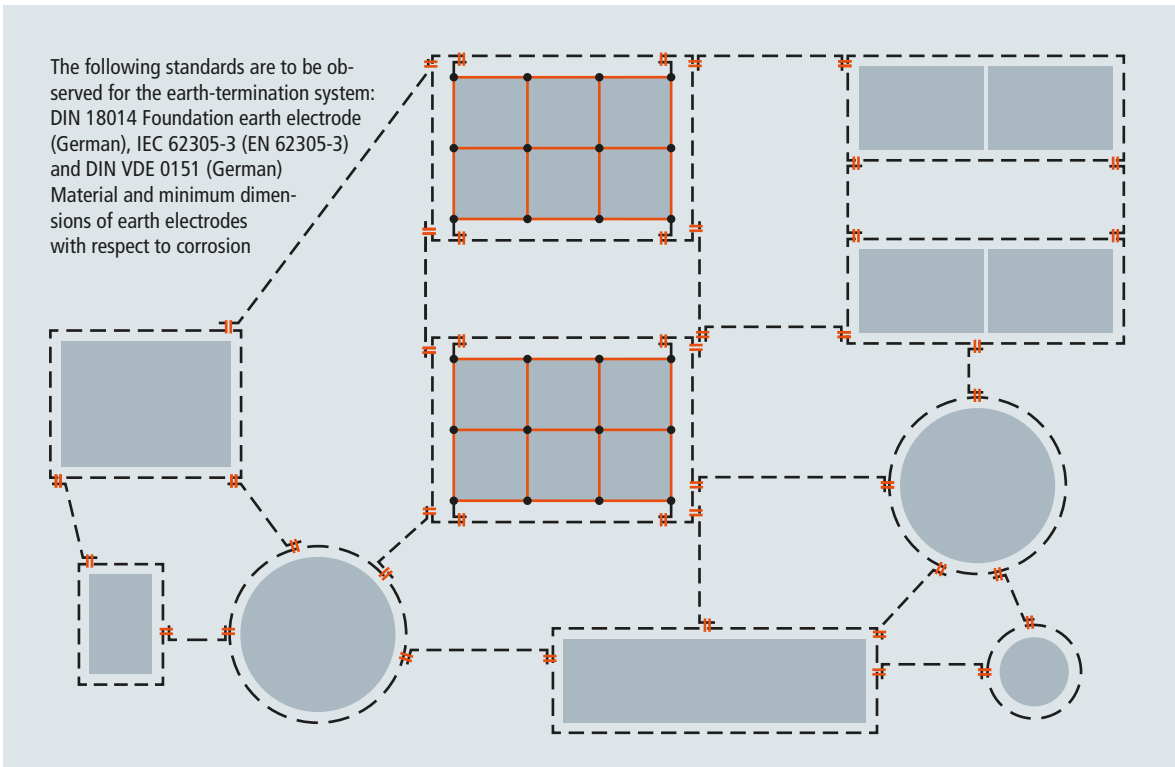 The following standards are to be ob-
served for the earth-termination system:
DIN 18014 Foundation earth electrode
(German), IEC 62305-3 (EN 62305-3)
and DIN VDE 0151 (German)
Material and minimum dimen-
sions of earth electrodes
with respect to corrosion